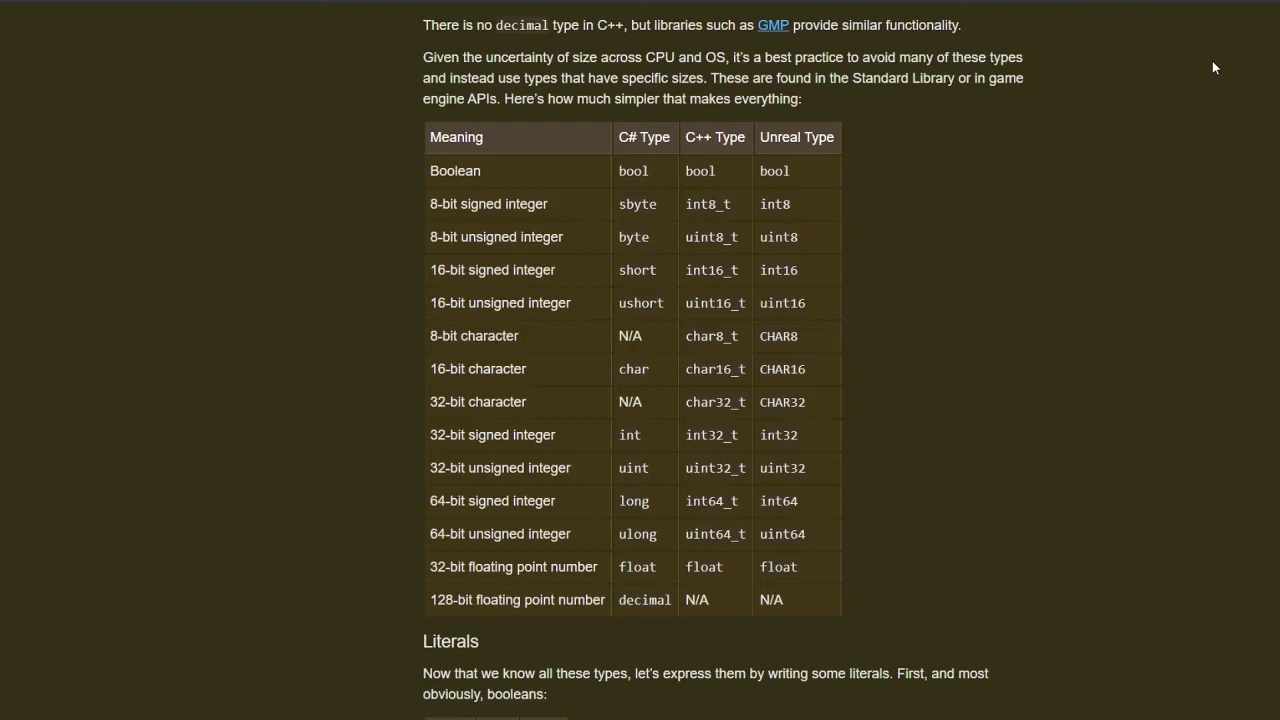 There is no decimal type in C++, but libraries such as GMP provide similar functionality.
Given the uncertainty of size across CPU and OS, it's a best practice to avoid many of these types
and instead use types that have specific sizes. These are found in the Standard Library or in game
engine APIs. Here's how much simpler that makes everything:
Meaning C# Type C++ Type Unreal Type
Boolean bool bool bool
8-bit signed integer sbyte int8_t int8
8-bit unsigned integer byte uint8_t uint8
16-bit signed integer short int16_t int16
16-bit unsigned integer ushort uint16_t uint16
8-bit character N/A char8_t CHAR8
16-bit character char char16_t CHAR16
32-bit character N/A char32_t CHAR32
32-bit signed integer int int32_t int32
32-bit unsigned integer uint uint32_t uint32
64-bit signed integer long int64_t int64
64-bit unsigned integer ulong uint64_t uint64
32-bit floating point number float float float
128-bit floating point number decimal N/A N/A
Literals
Now that we know all these types, let's express them by writing some literals. First, and most
obviously, booleans: